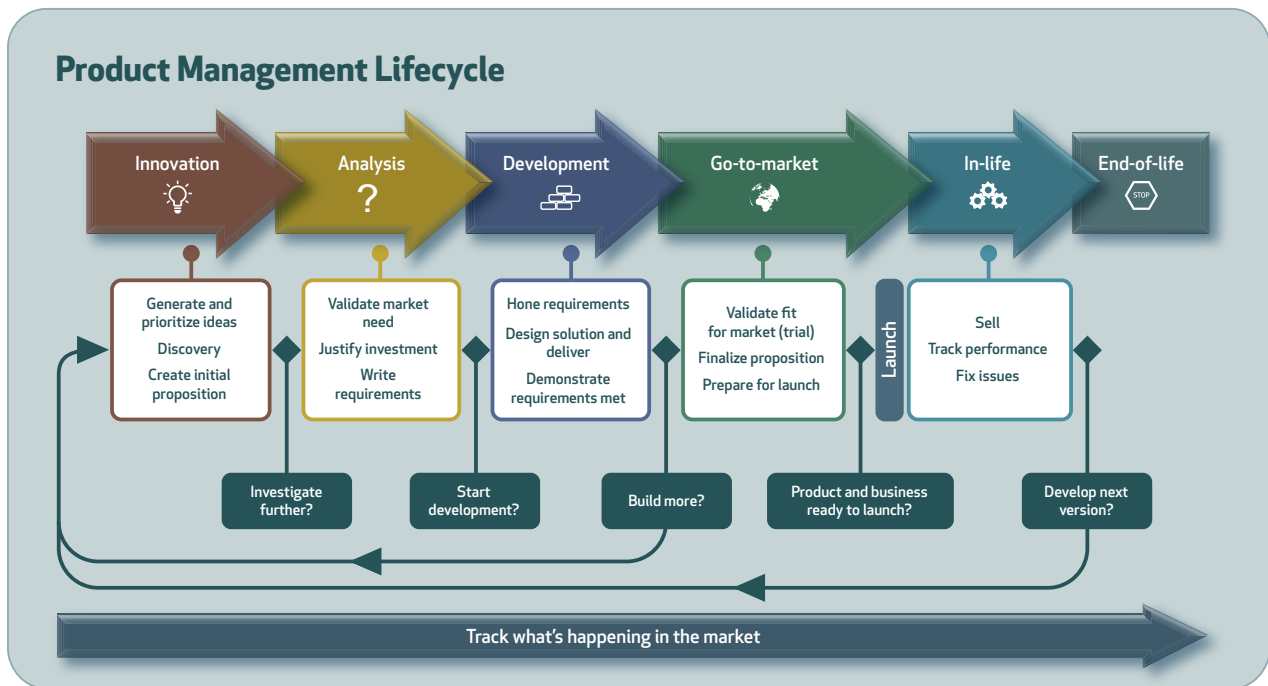 Product Management Lifecycle
Innovation
Analysis
Development
Go-to-market
In-life
End-of-life
?
STOP
Generate and
prioritize ideas
Discovery
Create initial
proposition
Validate market
need
Justify investment
Write
requirements
Hone requirements
Design solution and
deliver
Demonstrate
requirements met
Validate fit
for market (trial)
Finalize proposition
Prepare for launch
Launch
Sell
Track performance
Fix issues
Investigate
further?
Start
development?
Build more?
Product and business
ready to launch?
Develop next
version?
Track what's happening in the market